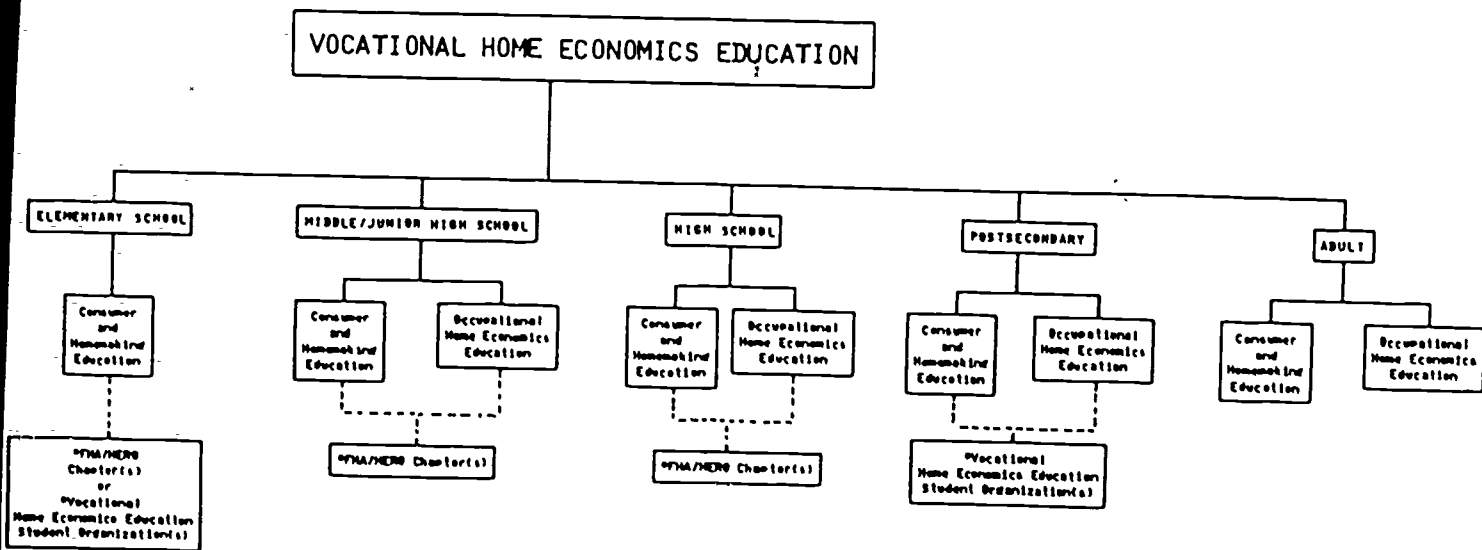 VOCATIONAL HOME ECONOMICS EDUCATION
ELEMENTARY SCHOOL
MIDDLE/JUNIOR HIGH SCHOOL
HIGH SCHOOL
POSTSECONDARY
ADULT
Consumer
and
Homemaking
Education
Consumer
and
Homemaking
Education
Occupational
Home Economics
Education
Consumer
and
Homemaking
Education
Occupational
Home Economics
Education
Consumer
and
Homemaking
Education
Occupational
Home Economics
Education
Consumer
and
Homemaking
Education
Occupational
Home Economics
Education
*FHA/HERO
Chapter(s)
or
*Vocational
Home Economics Education
Student Organization(s)
*FHA/HERO Chapter(s)
*FHA/HERO Chapter(s)
*Vocational
Home Economics Education
Student Organization(s)